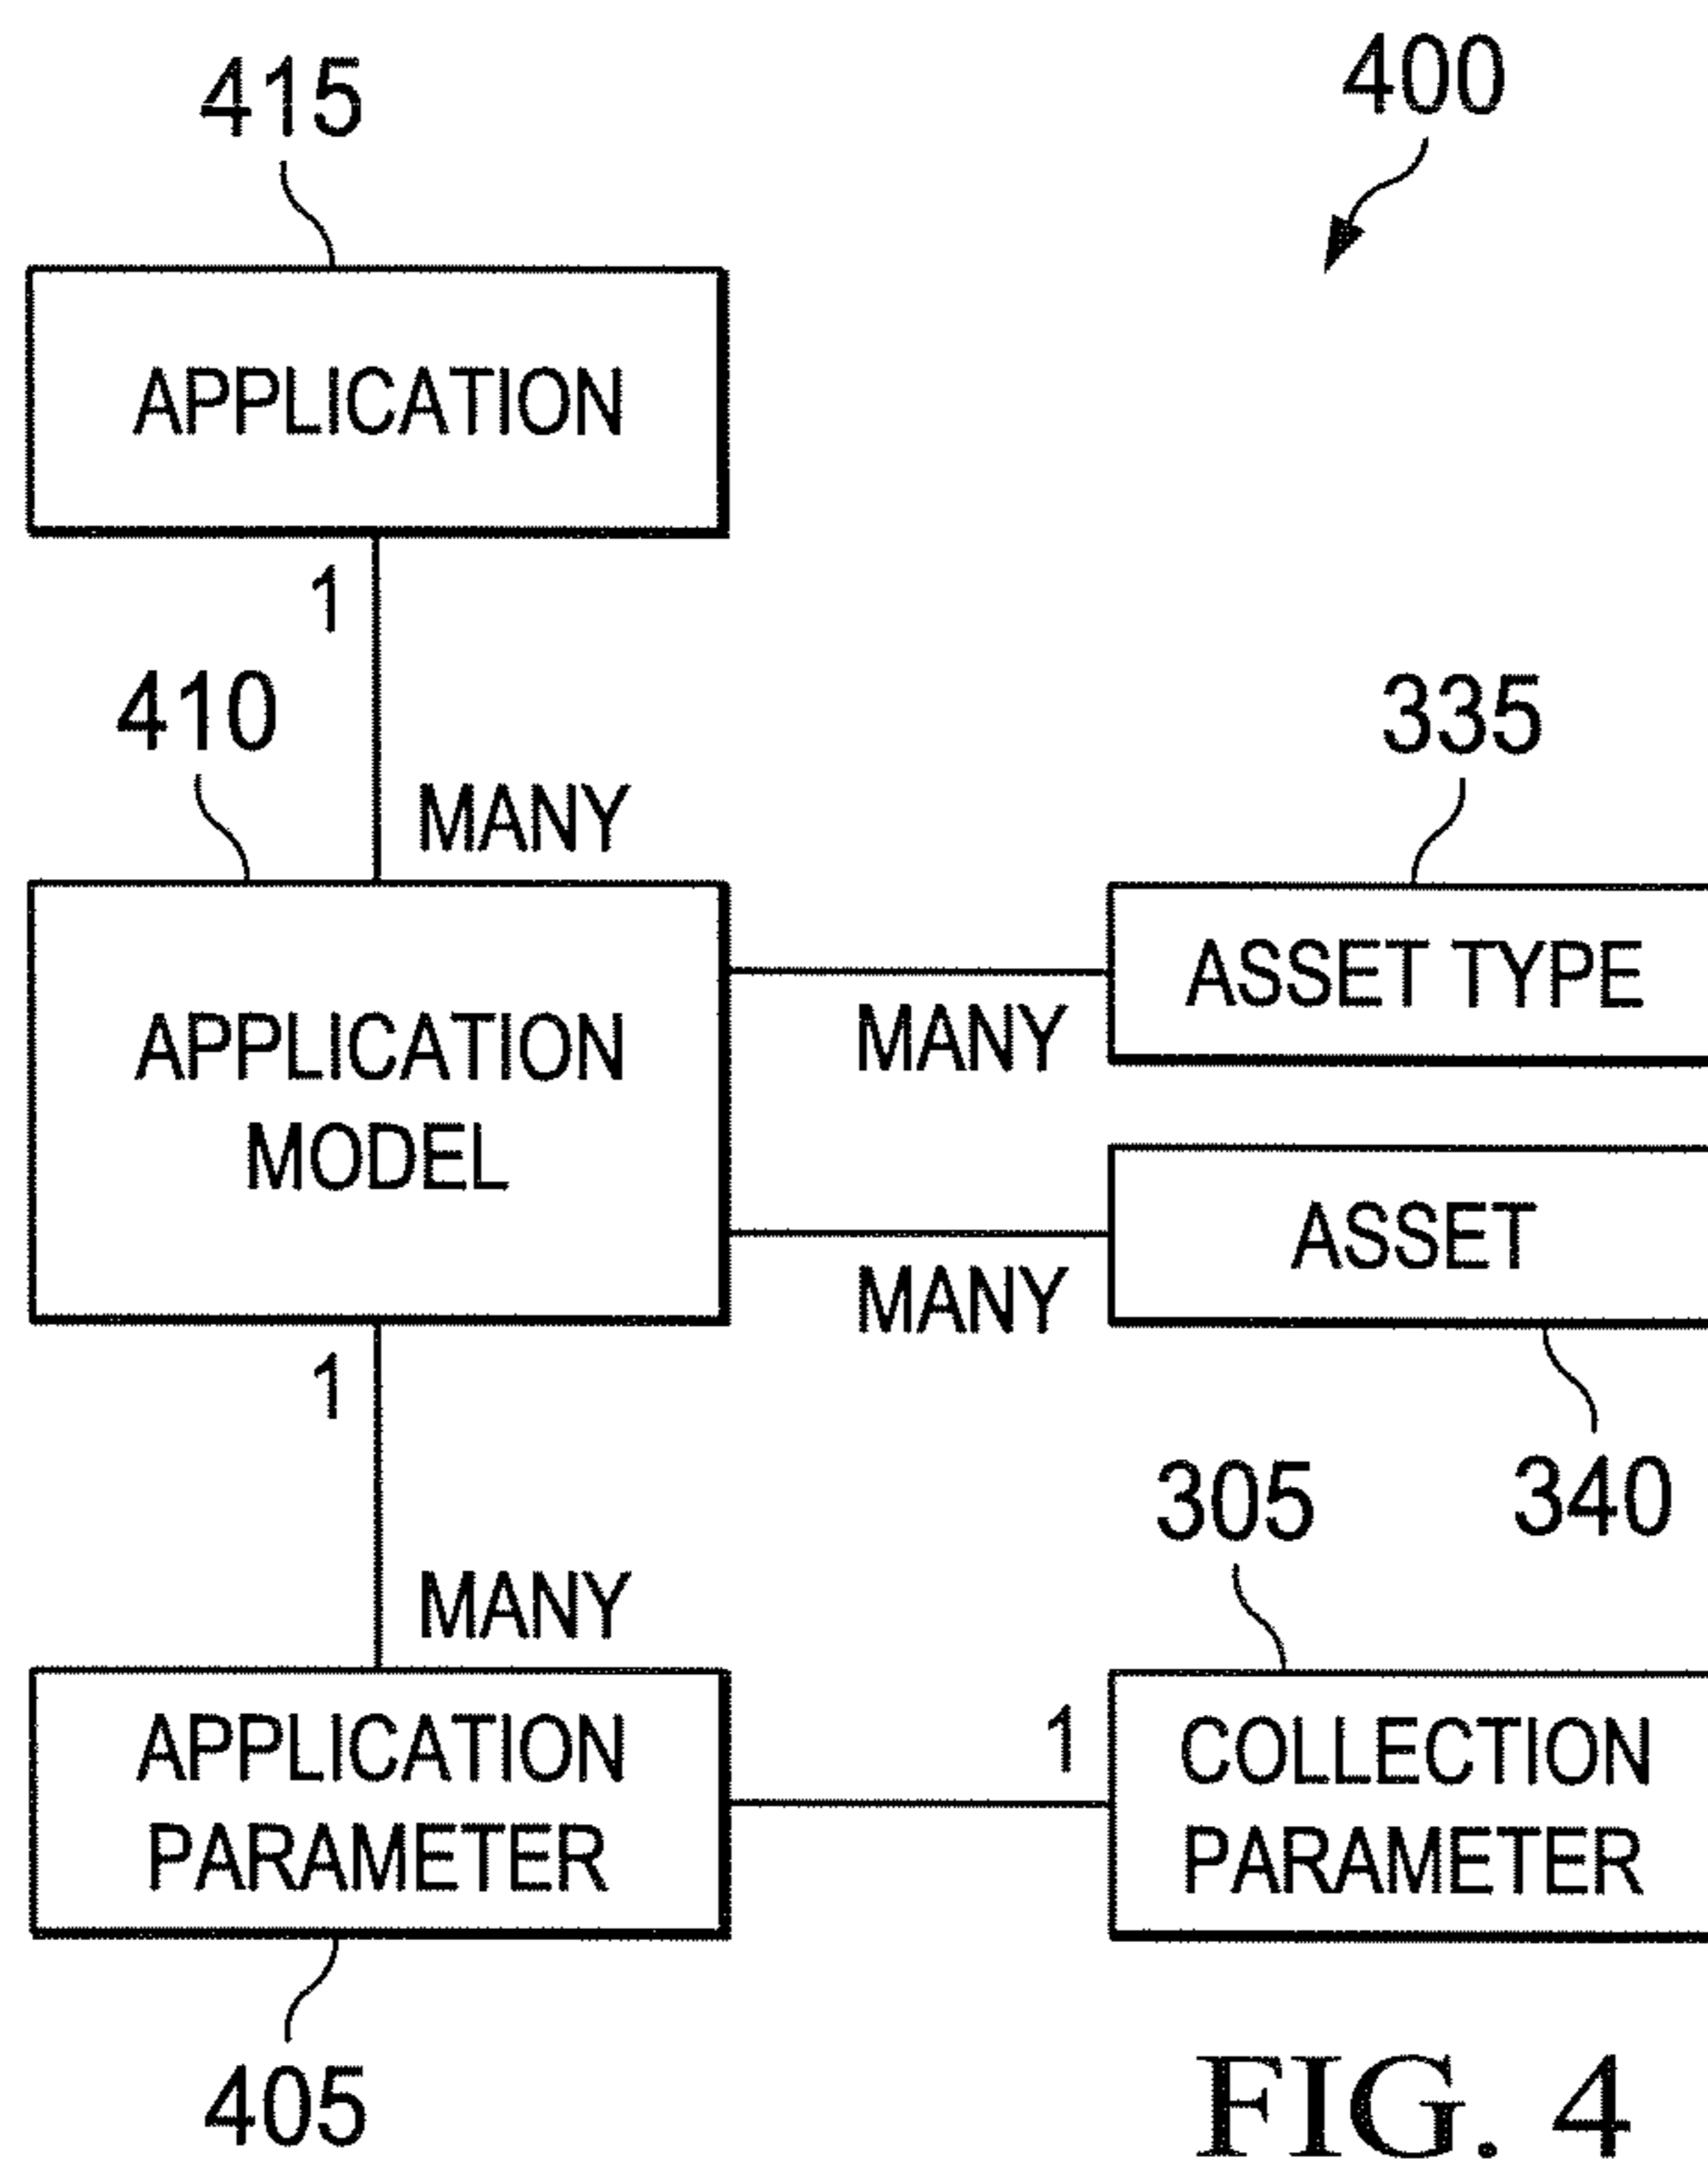 415
400
APPLICATION
1
410
MANY
335
APPLICATION
MODEL
ASSET TYPE
MANY
ASSET
MANY
1
305
340
MANY
APPLICATION
PARAMETER
1
COLLECTION
PARAMETER
405
FIG. 4